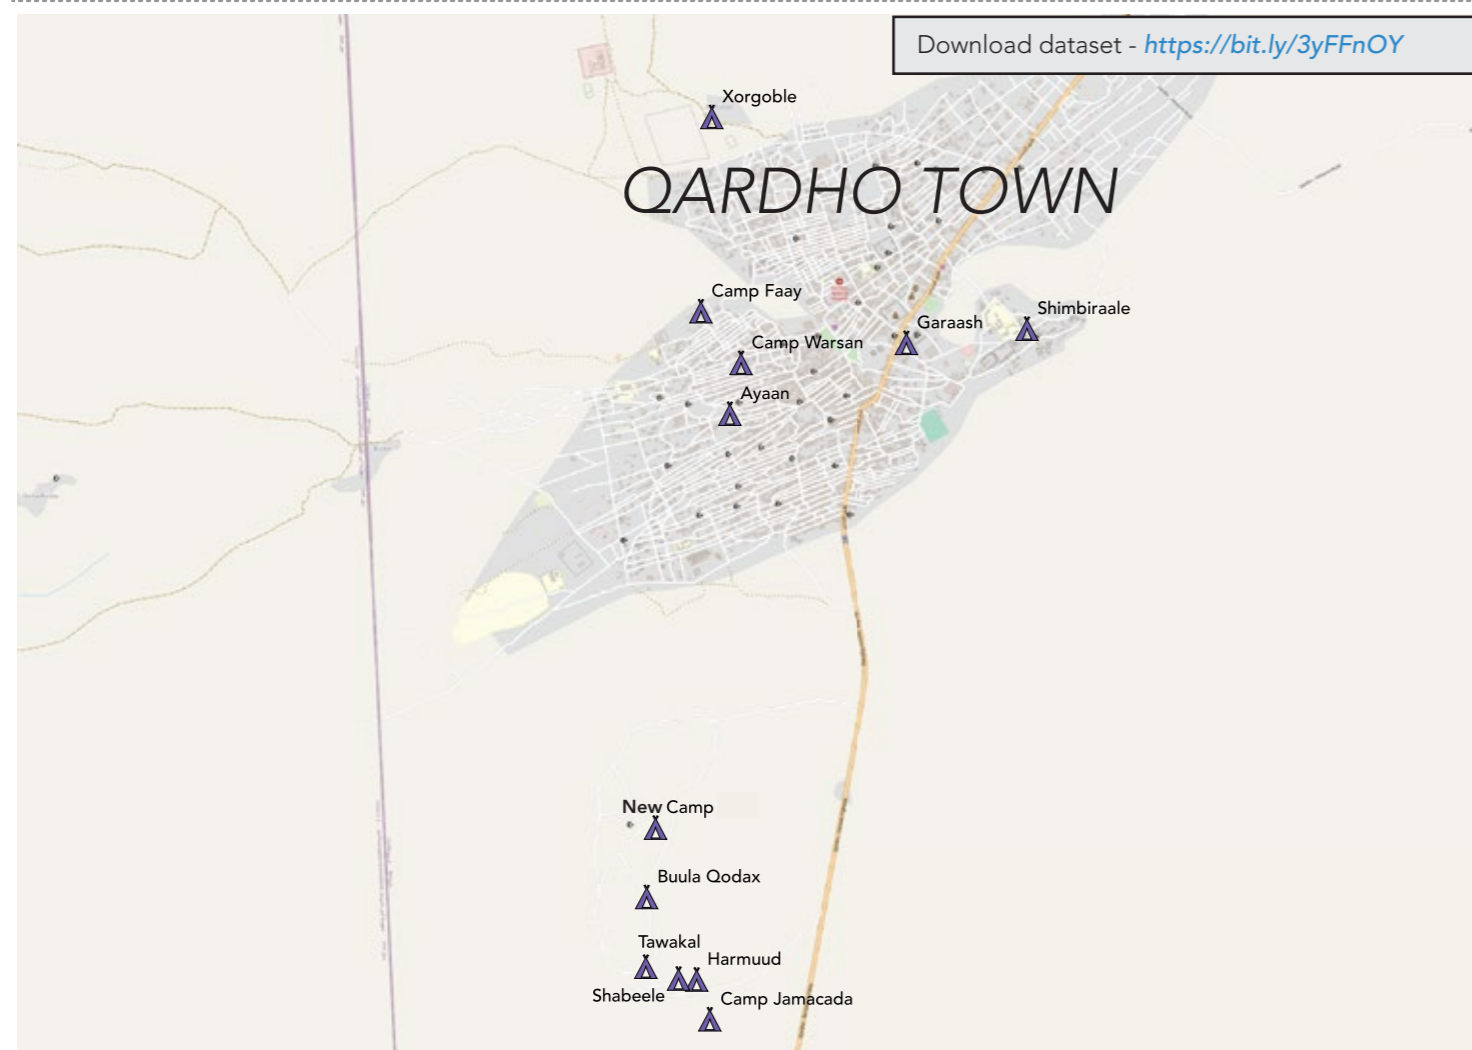 Download dataset - https://bit.ly/3yFFnOY
Xorgoble
QARDHO TOWN
Camp Faay
Shimbiraale
Garaash
Camp Warsan
Ayaan
New Camp
Buula Qodax
Tawakal
Harmuud
Shabeele
Camp Jamacada